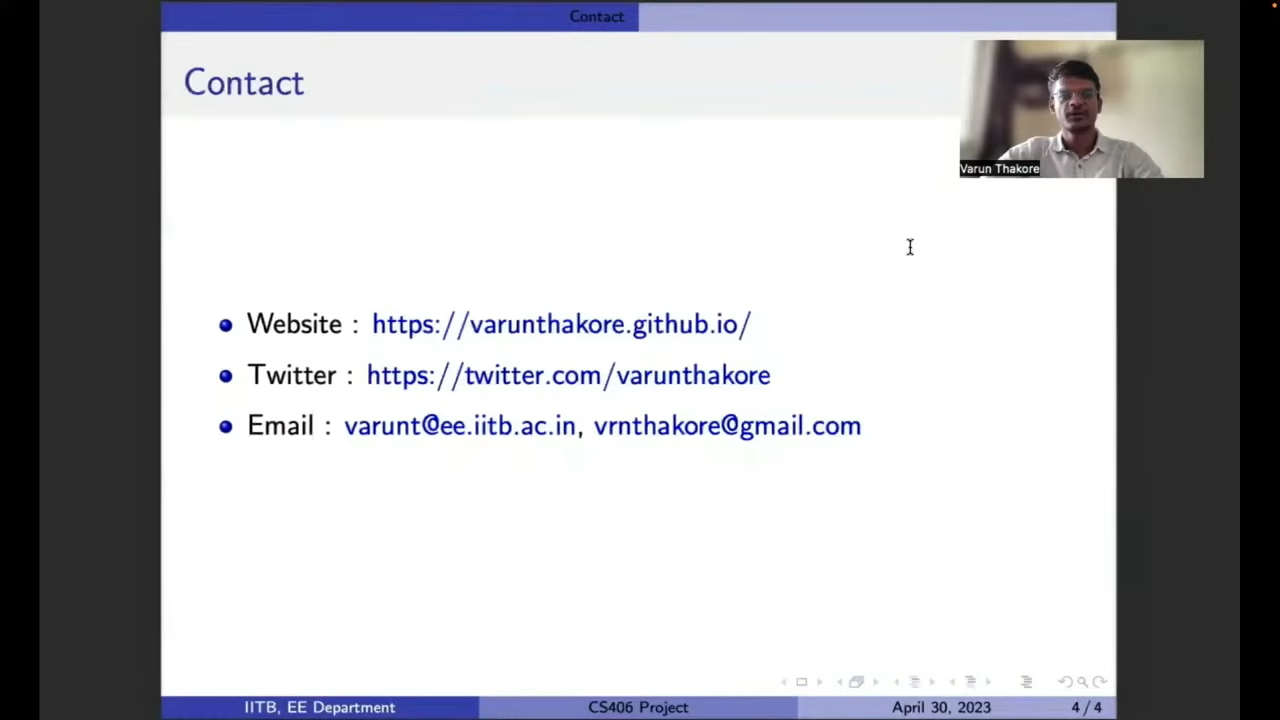 Contact
Contact
Varun Thakore
Website : https://varunthakore.github.io/
Twitter : https://twitter.com/varunthakore
Email : varunt@ee.iitb.ac.in, vrnthakore@gmail.com
IITB, EE Department CS406 Project April 30, 2023 4 / 4